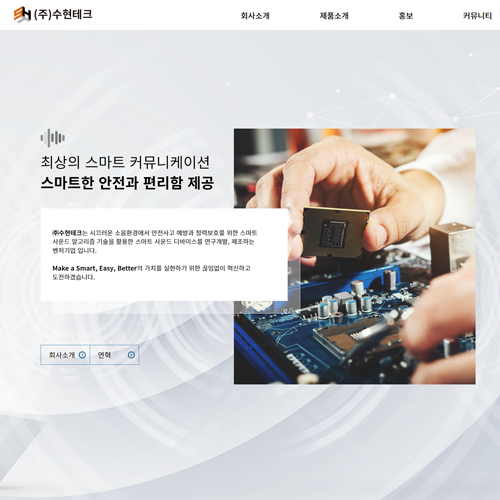 (주)수현테크
회사소개 제품소개 홍보 커뮤니티
최상의 스마트 커뮤니케이션
스마트한 안전과 편리함 제공
㈜수현테크는 시끄러운 소음환경에서 안전사고 예방과 청력보호를 위한 스마트
사운드 알고리즘 기술을 활용한 스마트 사운드 디바이스를 연구개발, 제조하는
벤처기업 입니다.
Make a Smart, Easy, Better의 가치를 실현하기 위한 끊임없이 혁신하고
도전하겠습니다.
회사소개 연혁